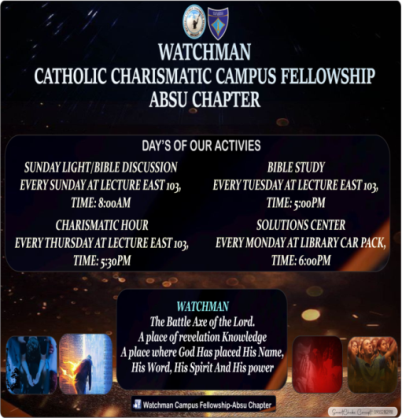 WATCHMAN
CATHOLIC CHARISMATIC CAMPUS FELLOWSHIP
ABSU CHAPTER
DAY'S OF OUR ACTIVIES
SUNDAY LIGHT/BIBLE DISCUSSION
EVERY SUNDAY AT LECTURE EAST 103,
TIME: 8:00AM
BIBLE STUDY
EVERY TUESDAY AT LECTURE EAST 103,
TIME: 5:00PM
CHARISMATIC HOUR
EVERY THURSDAY AT LECTURE EAST 103,
TIME: 5:30PM
SOLUTIONS CENTER
EVERY MONDAY AT LIBRARY CAR PACK,
TIME: 6:00PM
WATCHMAN
The Battle Axe of the Lord.
A place of revelation Knowledge
A place where God Has placed His Name,
His Word, His Spirit And His power
Watchman Campus Fellowship-Absu Chapter